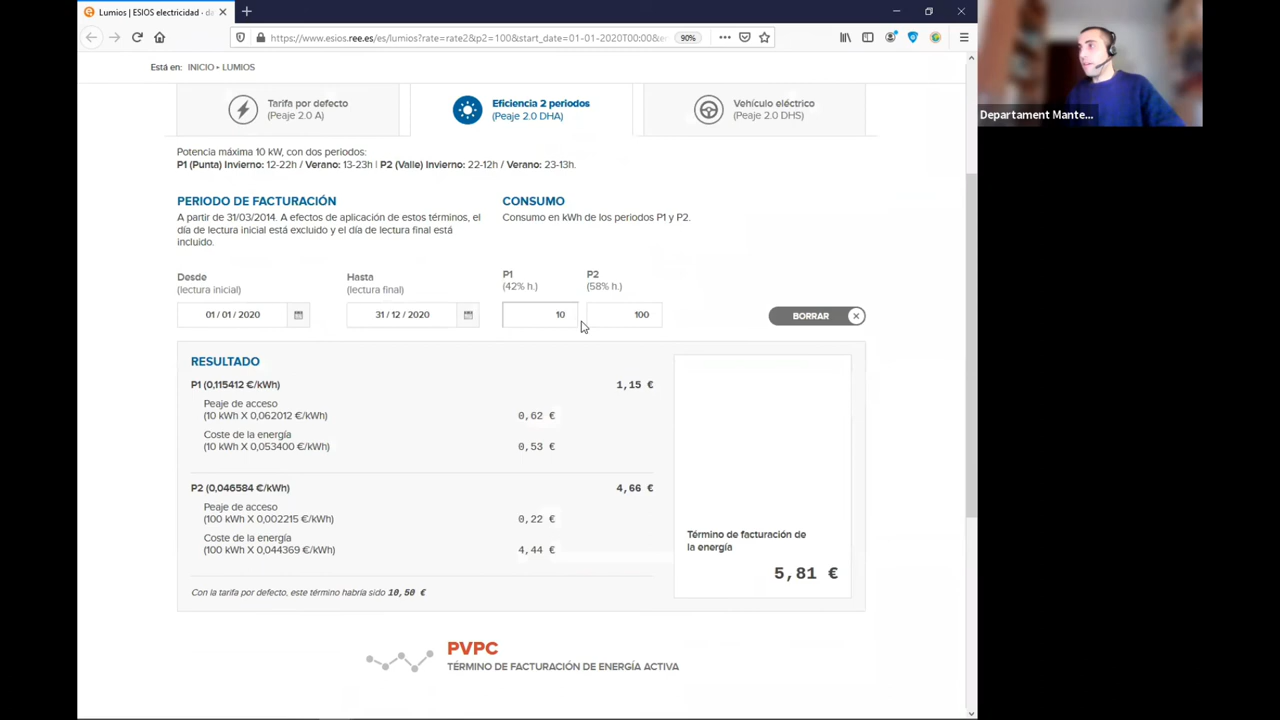 Lumios | ESIOS electricidad · da
https://www.esios.ree.es/es/lumios?rate=rate2&p2=100&start_date=01-01-2020T00:00&e
90%
Está en: INICIO • LUMIOS
Tarifa por defecto
(Peaje 2.0 A)
Eficiencia 2 periodos
(Peaje 2.0 DHA)
Vehículo eléctrico
(Peaje 2.0 DHS)
Departament Mante...
Potencia máxima 10 kW, con dos periodos:
P1 (Punta) Invierno: 12-22h / Verano: 13-23h | P2 (Valle) Invierno: 22-12h / Verano: 23-13h.
PERIODO DE FACTURACIÓN
A partir de 31/03/2014. A efectos de aplicación de estos términos, el
día de lectura inicial está excluido y el día de lectura final está
incluido.
CONSUMO
Consumo en kWh de los periodos P1 y P2.
Desde
(lectura inicial)
Hasta
(lectura final)
P1
(42% h.)
P2
(58% h.)
01 / 01 / 2020
31 / 12 / 2020
10
100
BORRAR
RESULTADO
P1 (0,115412 €/kWh) 1,15 €
Peaje de acceso
(10 kWh X 0,062012 €/kWh) 0,62 €
Coste de la energía
(10 kWh X 0,053400 €/kWh) 0,53 €
P2 (0,046584 €/kWh) 4,66 €
Peaje de acceso
(100 kWh X 0,002215 €/kWh) 0,22 €
Coste de la energía
(100 kWh X 0,044369 €/kWh) 4,44 €
Con la tarifa por defecto, este término habría sido 10,50 €
Término de facturación de
la energía
5,81 €
PVPC
TÉRMINO DE FACTURACIÓN DE ENERGÍA ACTIVA